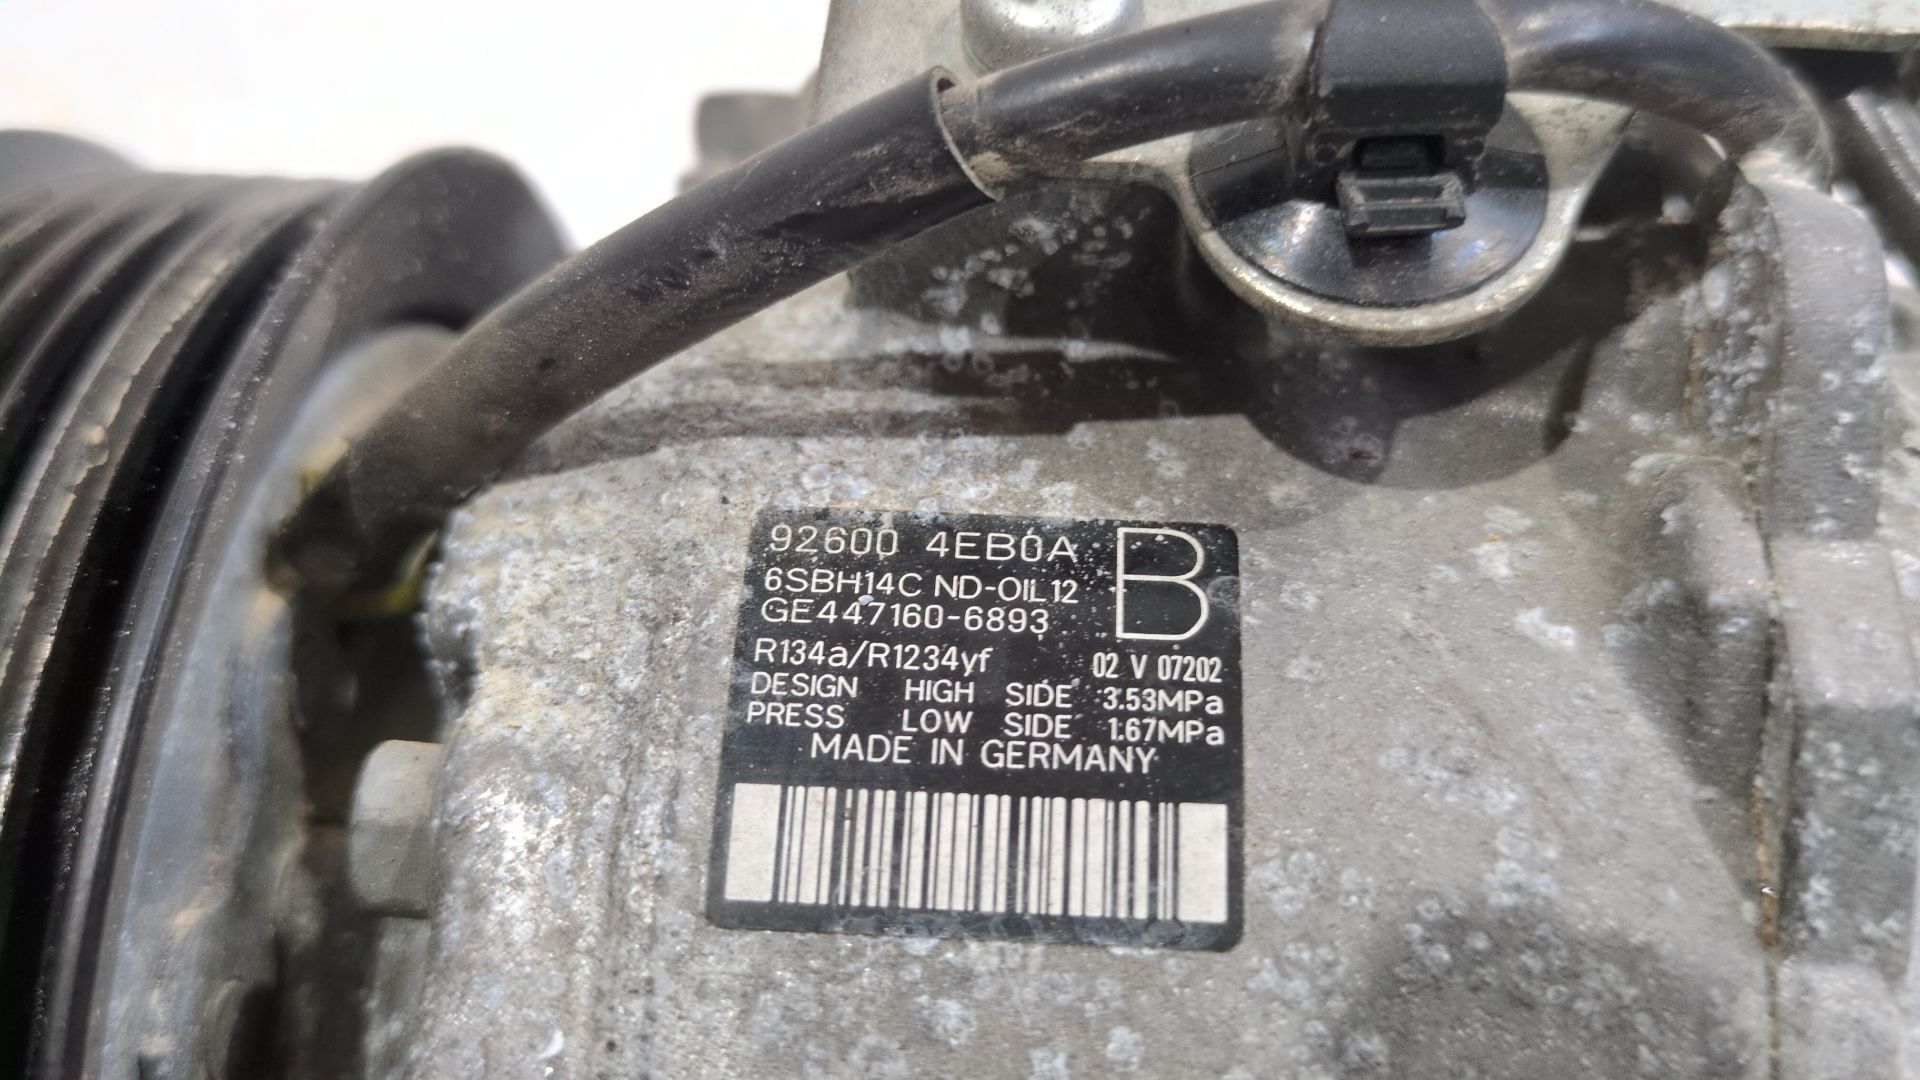 92600 4EB0A B
6SBH14C ND-OIL12
GE447160-6893
R134a/R1234yf 02 V 07202
DESIGN HIGH SIDE 3.53MPa
PRESS LOW SIDE 1.67MPa
MADE IN GERMANY